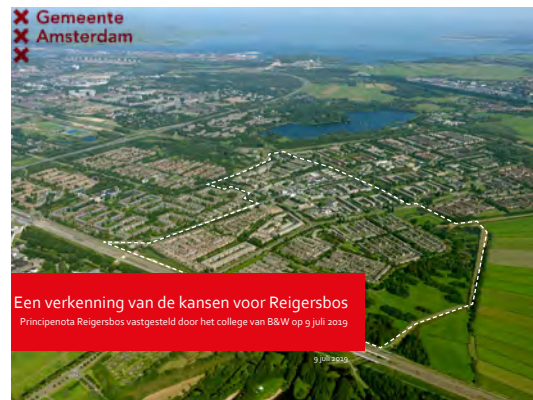 Gemeente
Amsterdam
Een verkenning van de kansen voor Reigersbos
Principenota Reigersbos vastgesteld door het college van B&W op 9 juli 2019
9 juli 2019